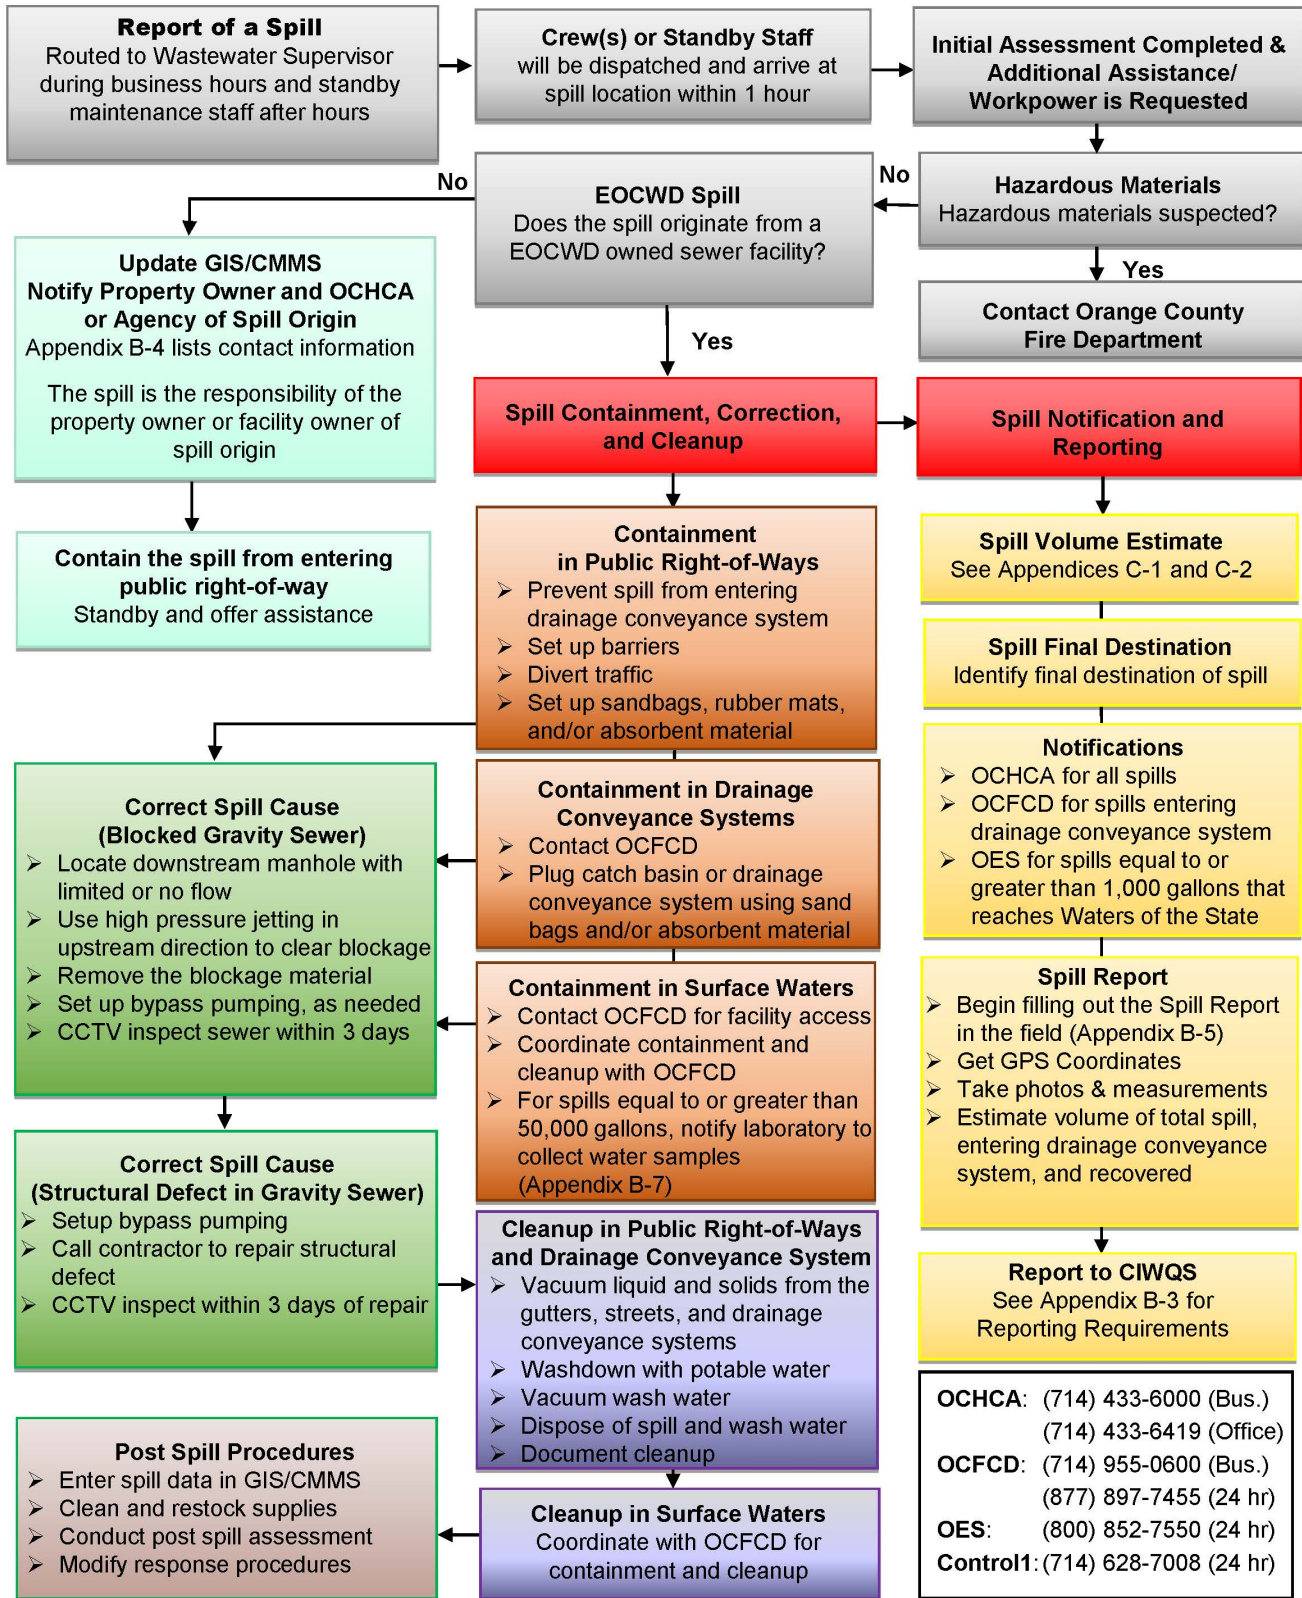 Report of a Spill
Routed to Wastewater Supervisor
during business hours and standby
maintenance staff after hours
Crew(s) or Standby Staff
will be dispatched and arrive at
spill location within 1 hour
Initial Assessment Completed &
Additional Assistance/
Workpower is Requested
Hazardous Materials
Hazardous materials suspected?
No
Yes
Contact Orange County
Fire Department
EOCWD Spill
Does the spill originate from a
EOCWD owned sewer facility?
No
Yes
Update GIS/CMMS
Notify Property Owner and OCHCA
or Agency of Spill Origin
Appendix B-4 lists contact information
The spill is the responsibility of the
property owner or facility owner of
spill origin
Contain the spill from entering
public right-of-way
Standby and offer assistance
Spill Containment, Correction,
and Cleanup
Spill Notification and
Reporting
Containment
in Public Right-of-Ways
➢ Prevent spill from entering
drainage conveyance system
➢ Set up barriers
➢ Divert traffic
➢ Set up sandbags, rubber mats,
and/or absorbent material
Containment in Drainage
Conveyance Systems
➢ Contact OCFCD
➢ Plug catch basin or drainage
conveyance system using sand
bags and/or absorbent material
Containment in Surface Waters
➢ Contact OCFCD for facility access
➢ Coordinate containment and
cleanup with OCFCD
➢ For spills equal to or greater than
50,000 gallons, notify laboratory to
collect water samples
(Appendix B-7)
Correct Spill Cause
(Blocked Gravity Sewer)
➢ Locate downstream manhole with
limited or no flow
➢ Use high pressure jetting in
upstream direction to clear blockage
➢ Remove the blockage material
➢ Set up bypass pumping, as needed
➢ CCTV inspect sewer within 3 days
Correct Spill Cause
(Structural Defect in Gravity Sewer)
➢ Setup bypass pumping
➢ Call contractor to repair structural
defect
➢ CCTV inspect within 3 days of repair
Cleanup in Public Right-of-Ways
and Drainage Conveyance System
➢ Vacuum liquid and solids from the
gutters, streets, and drainage
conveyance systems
➢ Washdown with potable water
➢ Vacuum wash water
➢ Dispose of spill and wash water
➢ Document cleanup
Cleanup in Surface Waters
Coordinate with OCFCD for
containment and cleanup
Post Spill Procedures
➢ Enter spill data in GIS/CMMS
➢ Clean and restock supplies
➢ Conduct post spill assessment
➢ Modify response procedures
Spill Volume Estimate
See Appendices C-1 and C-2
Spill Final Destination
Identify final destination of spill
Notifications
➢ OCHCA for all spills
➢ OCFCD for spills entering
drainage conveyance system
➢ OES for spills equal to or
greater than 1,000 gallons that
reaches Waters of the State
Spill Report
➢ Begin filling out the Spill Report
in the field (Appendix B-5)
➢ Get GPS Coordinates
➢ Take photos & measurements
➢ Estimate volume of total spill,
entering drainage conveyance
system, and recovered
Report to CIWQS
See Appendix B-3 for
Reporting Requirements
OCHCA: (714) 433-6000 (Bus.)
(714) 433-6419 (Office)
OCFCD: (714) 955-0600 (Bus.)
(877) 897-7455 (24 hr)
OES: (800) 852-7550 (24 hr)
Control1: (714) 628-7008 (24 hr)